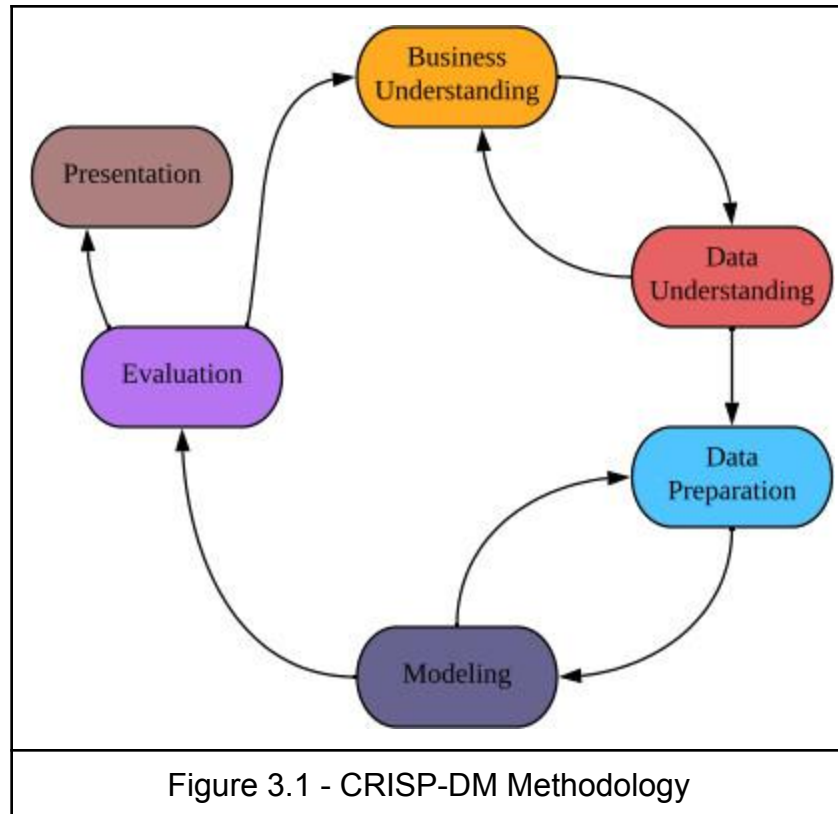 Business
Understanding
Presentation
Data
Understanding
Evaluation
Data
Preparation
Modeling
Figure 3.1 - CRISP-DM Methodology